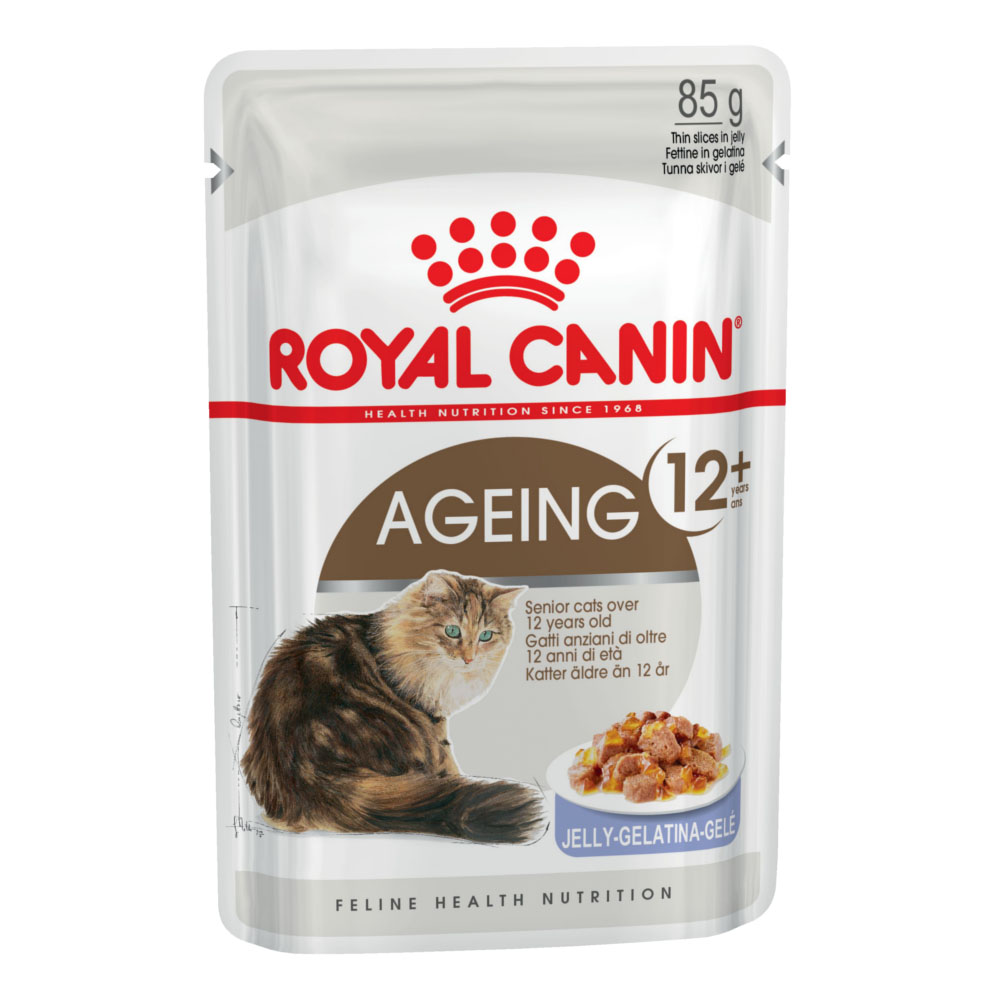 85 g
Thin slices in jelly
Fettine in gelatina
Tunna skivor i gelé
ROYAL CANIN®
HEALTH NUTRITION SINCE 1968
AGEING
12+
years
ans
Senior cats over
12 years old
Gatti anziani di oltre
12 anni di età
Katter äldre än 12 år
JELLY-GELATINA-GELÉ
FELINE HEALTH NUTRITION